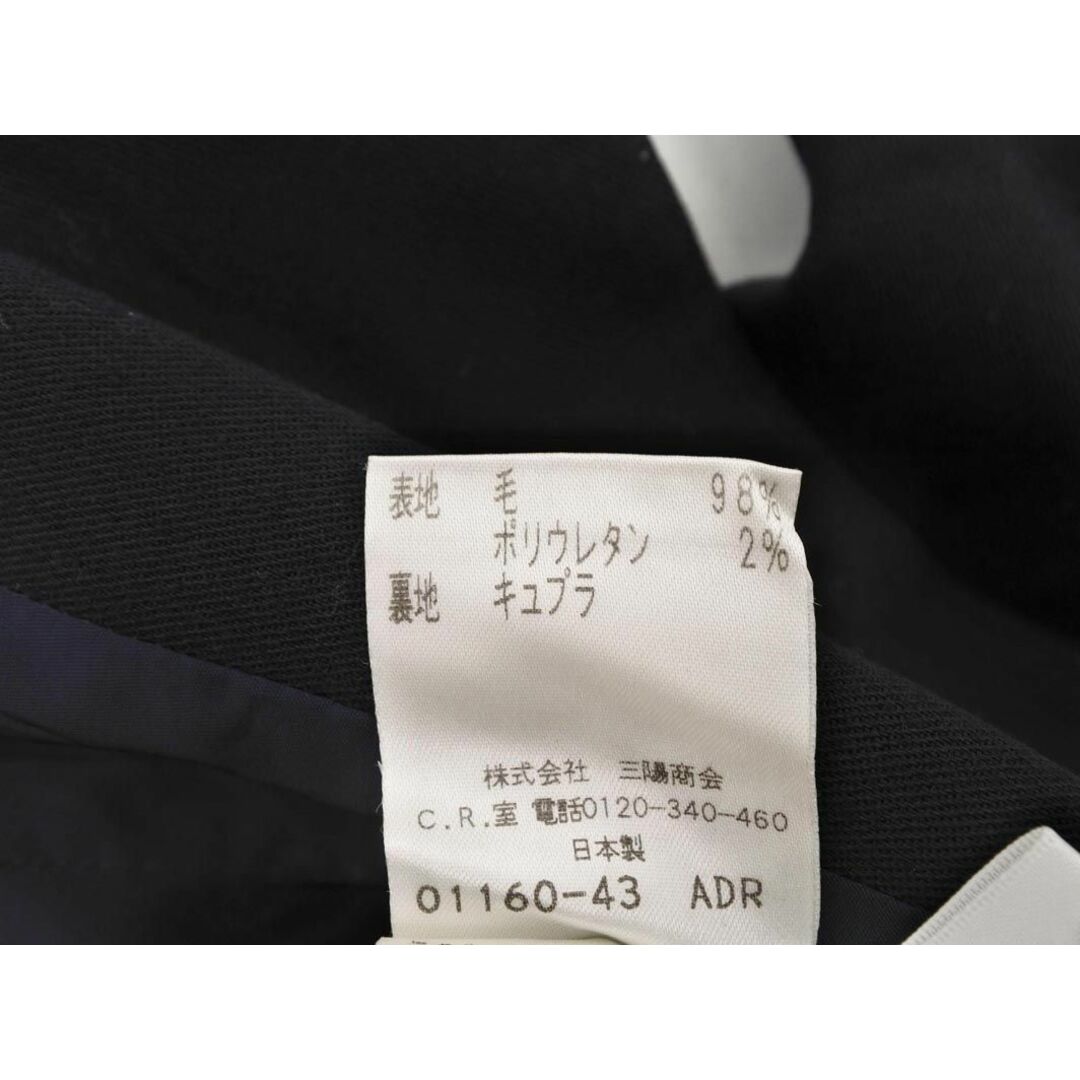 表地 毛 98%
ポリウレタン 2%
裏地 キュプラ
株式会社 三陽商会
C.R.室 電話0120-340-460
日本製
01160-43 ADR